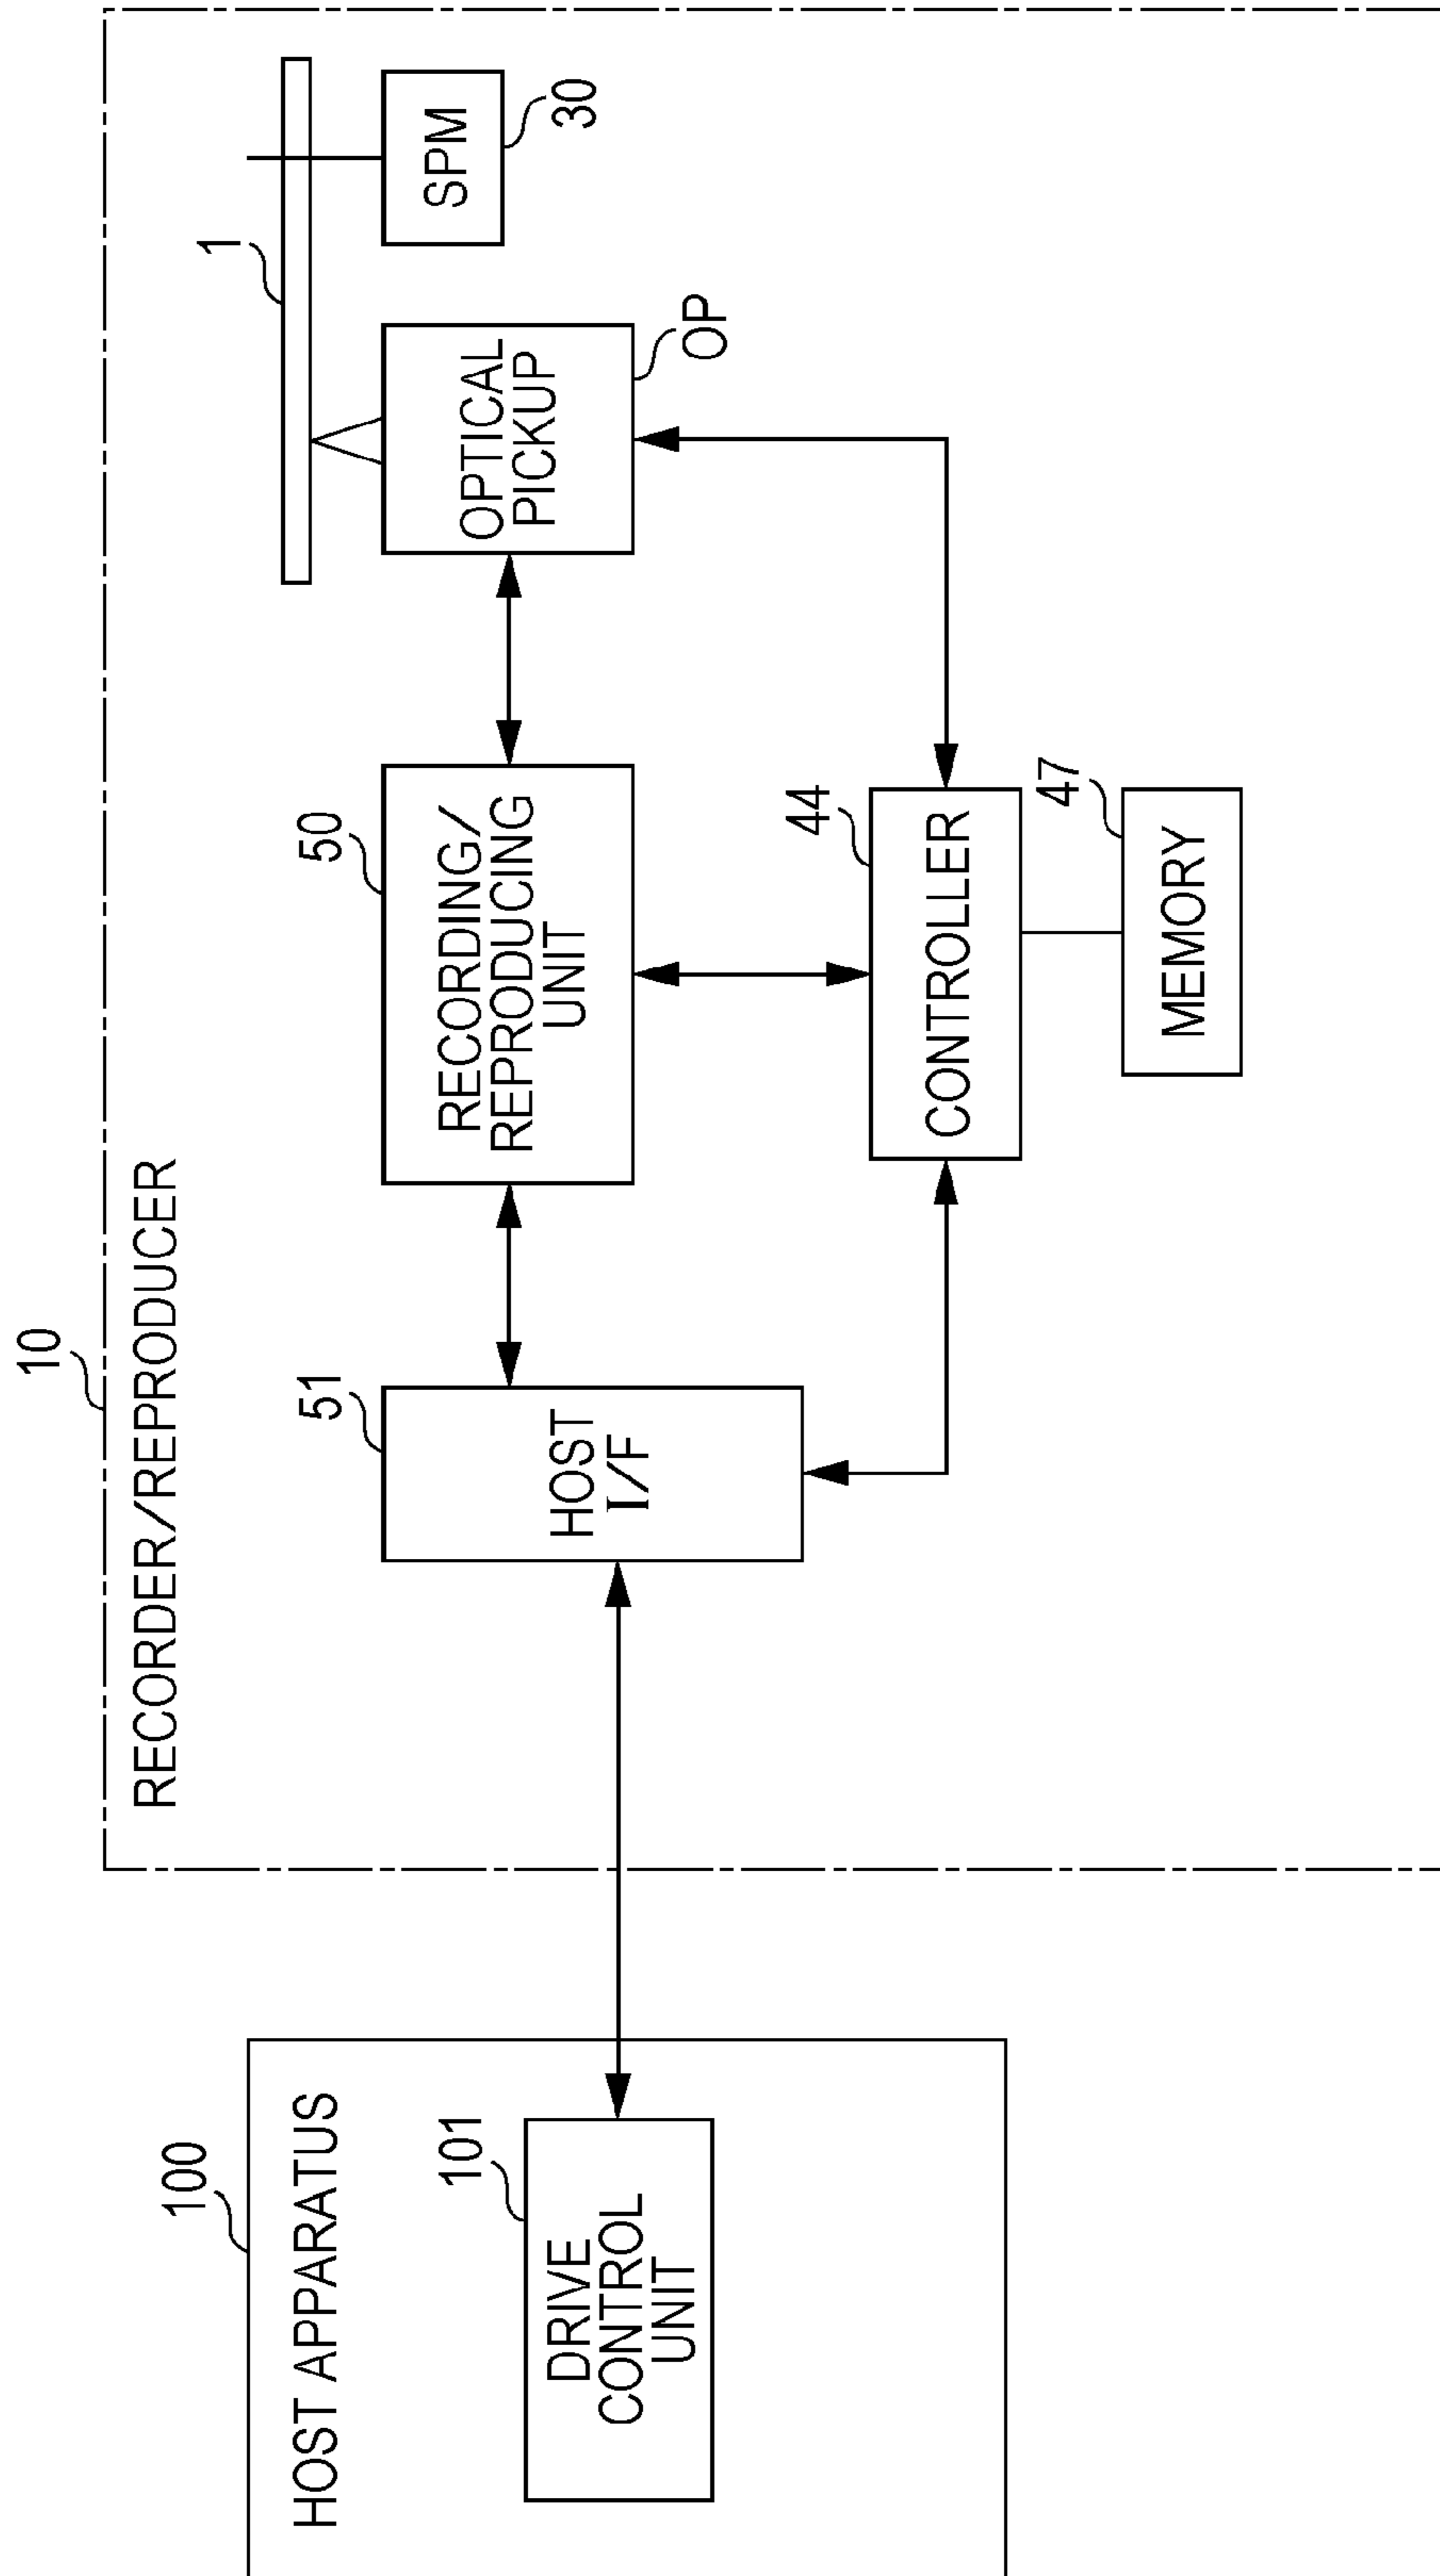 10
RECORDER/REPRODUCER
100
HOST APPARATUS
101
DRIVE
CONTROL
UNIT
51
HOST
I/F
50
RECORDING/
REPRODUCING
UNIT
1
OPTICAL
PICKUP
OP
SPM
30
44
CONTROLLER
47
MEMORY